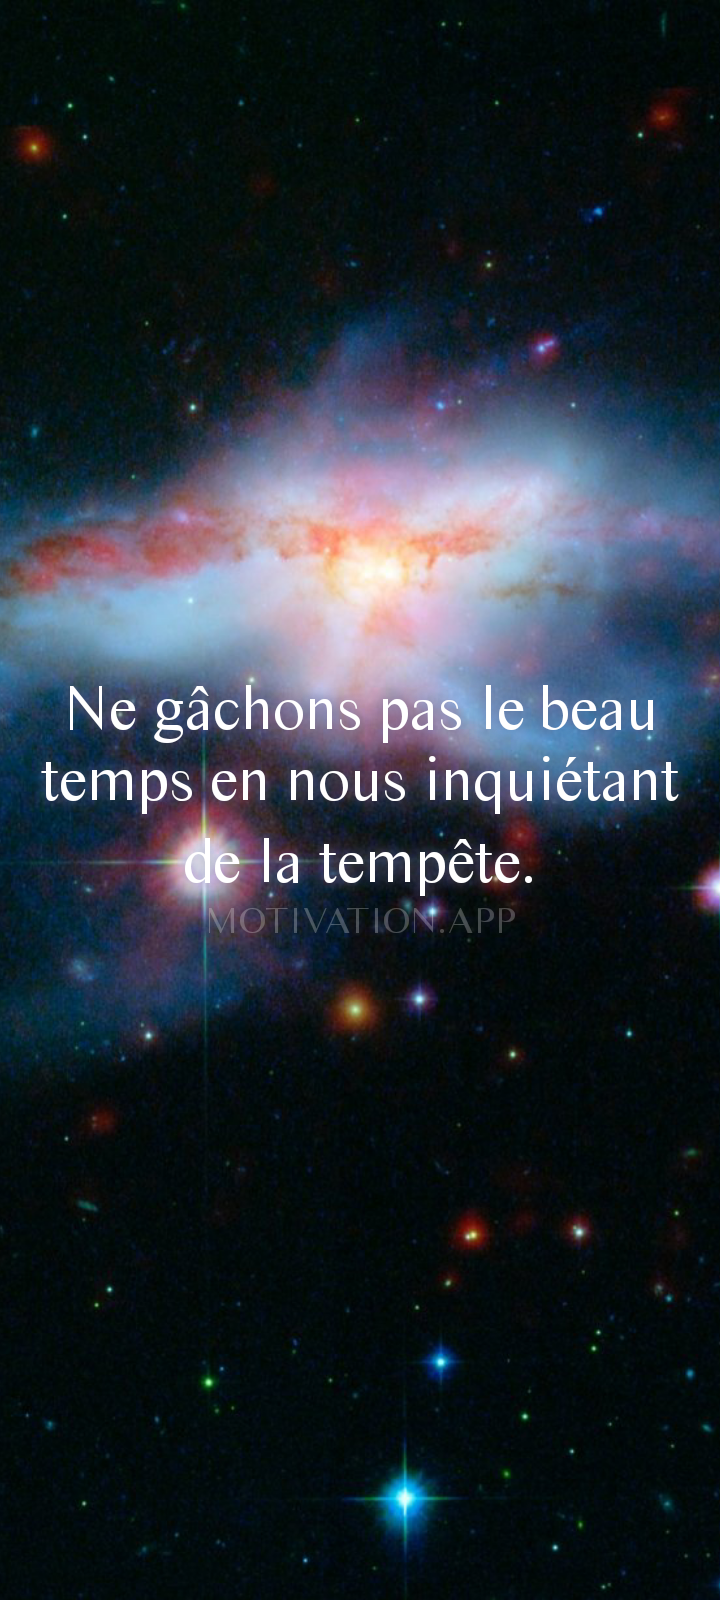 Ne gâchons pas le beau
temps en nous inquiétant
de la tempête.
MOTIVATION.APP